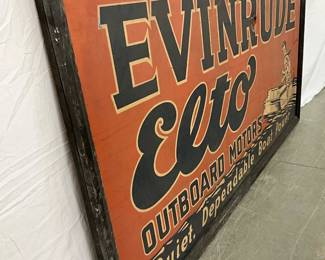 EVINRUDE
Elto
OUTBOARD MOTORS
Quiet, Dependable Boat Power